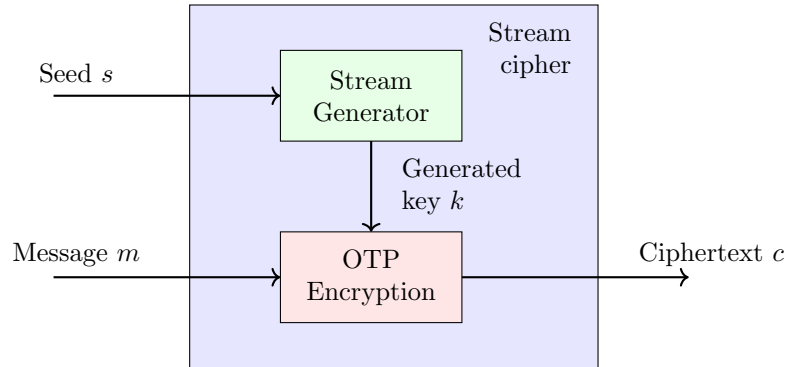 Stream
cipher
Seed s
Stream
Generator
Generated
key k
Message m
OTP
Encryption
Ciphertext c